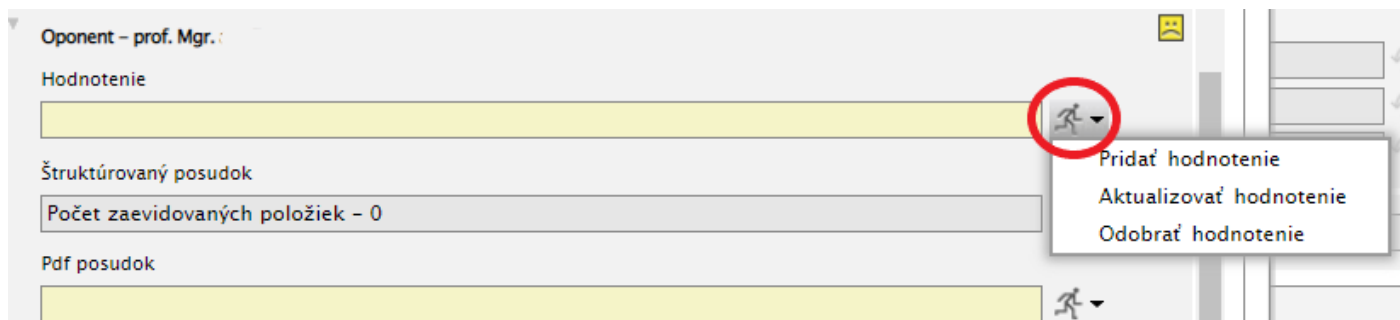 Oponent – prof. Mgr.
Hodnotenie
Pridať hodnotenie
Štruktúrovaný posudok
Aktualizovať hodnotenie
Počet zaevidovaných položiek – 0
Odobrať hodnotenie
Pdf posudok